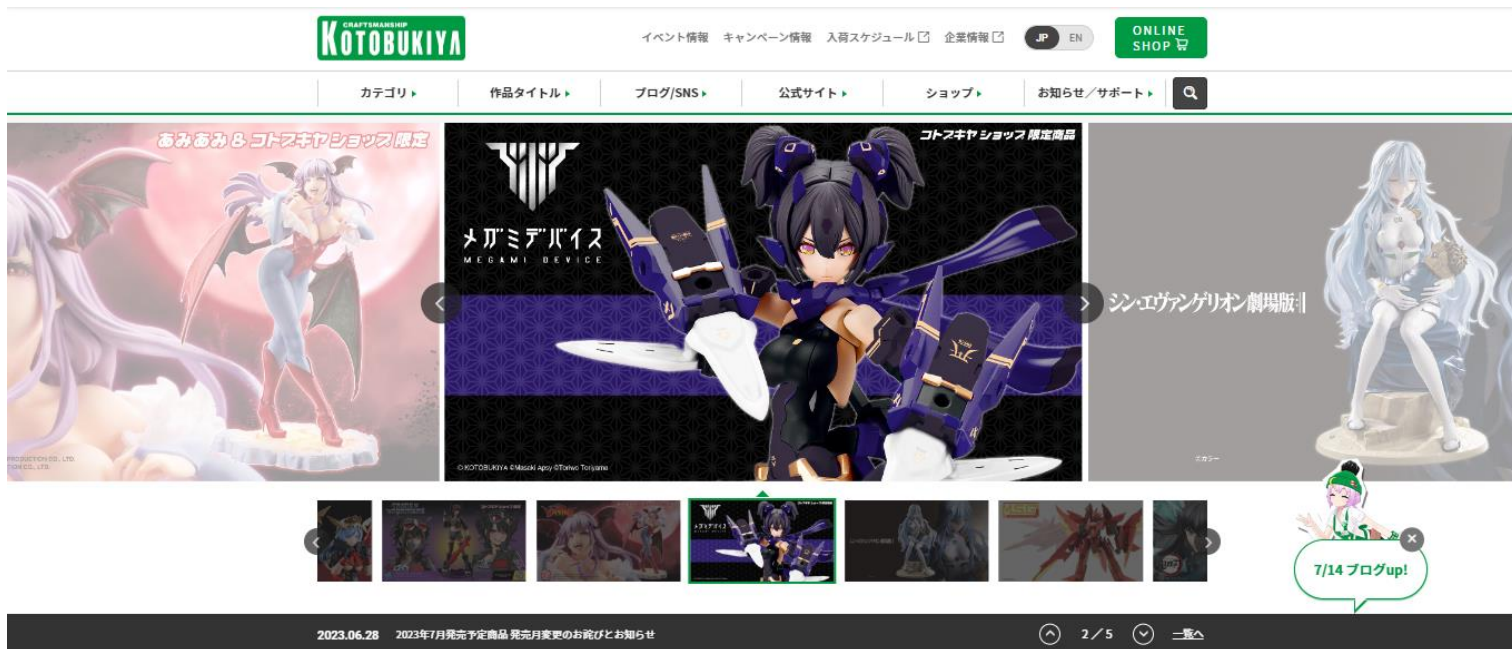 CRAFTSMANSHIP
KOTOBUKIYA
イベント情報 キャンペーン情報 入荷スケジュール 企業情報
JP EN
ONLINE
SHOP
カテゴリ 作品タイトル ブログ/SNS 公式サイト ショップ お知らせ/サポート
あみあみ & コトブキヤショップ 限定
コトブキヤショップ 限定商品
メガミデバイス
MEGAMI DEVICE
シン・エヴァンゲリオン劇場版:||
© KOTOBUKIYA ©Masaki Apsy ©Toriwo Toriyama
©カラー
7/14 ブログup!
2023.06.28 2023年7月発売予定商品 発売月変更のお詫びとお知らせ
2/5 一覧へ